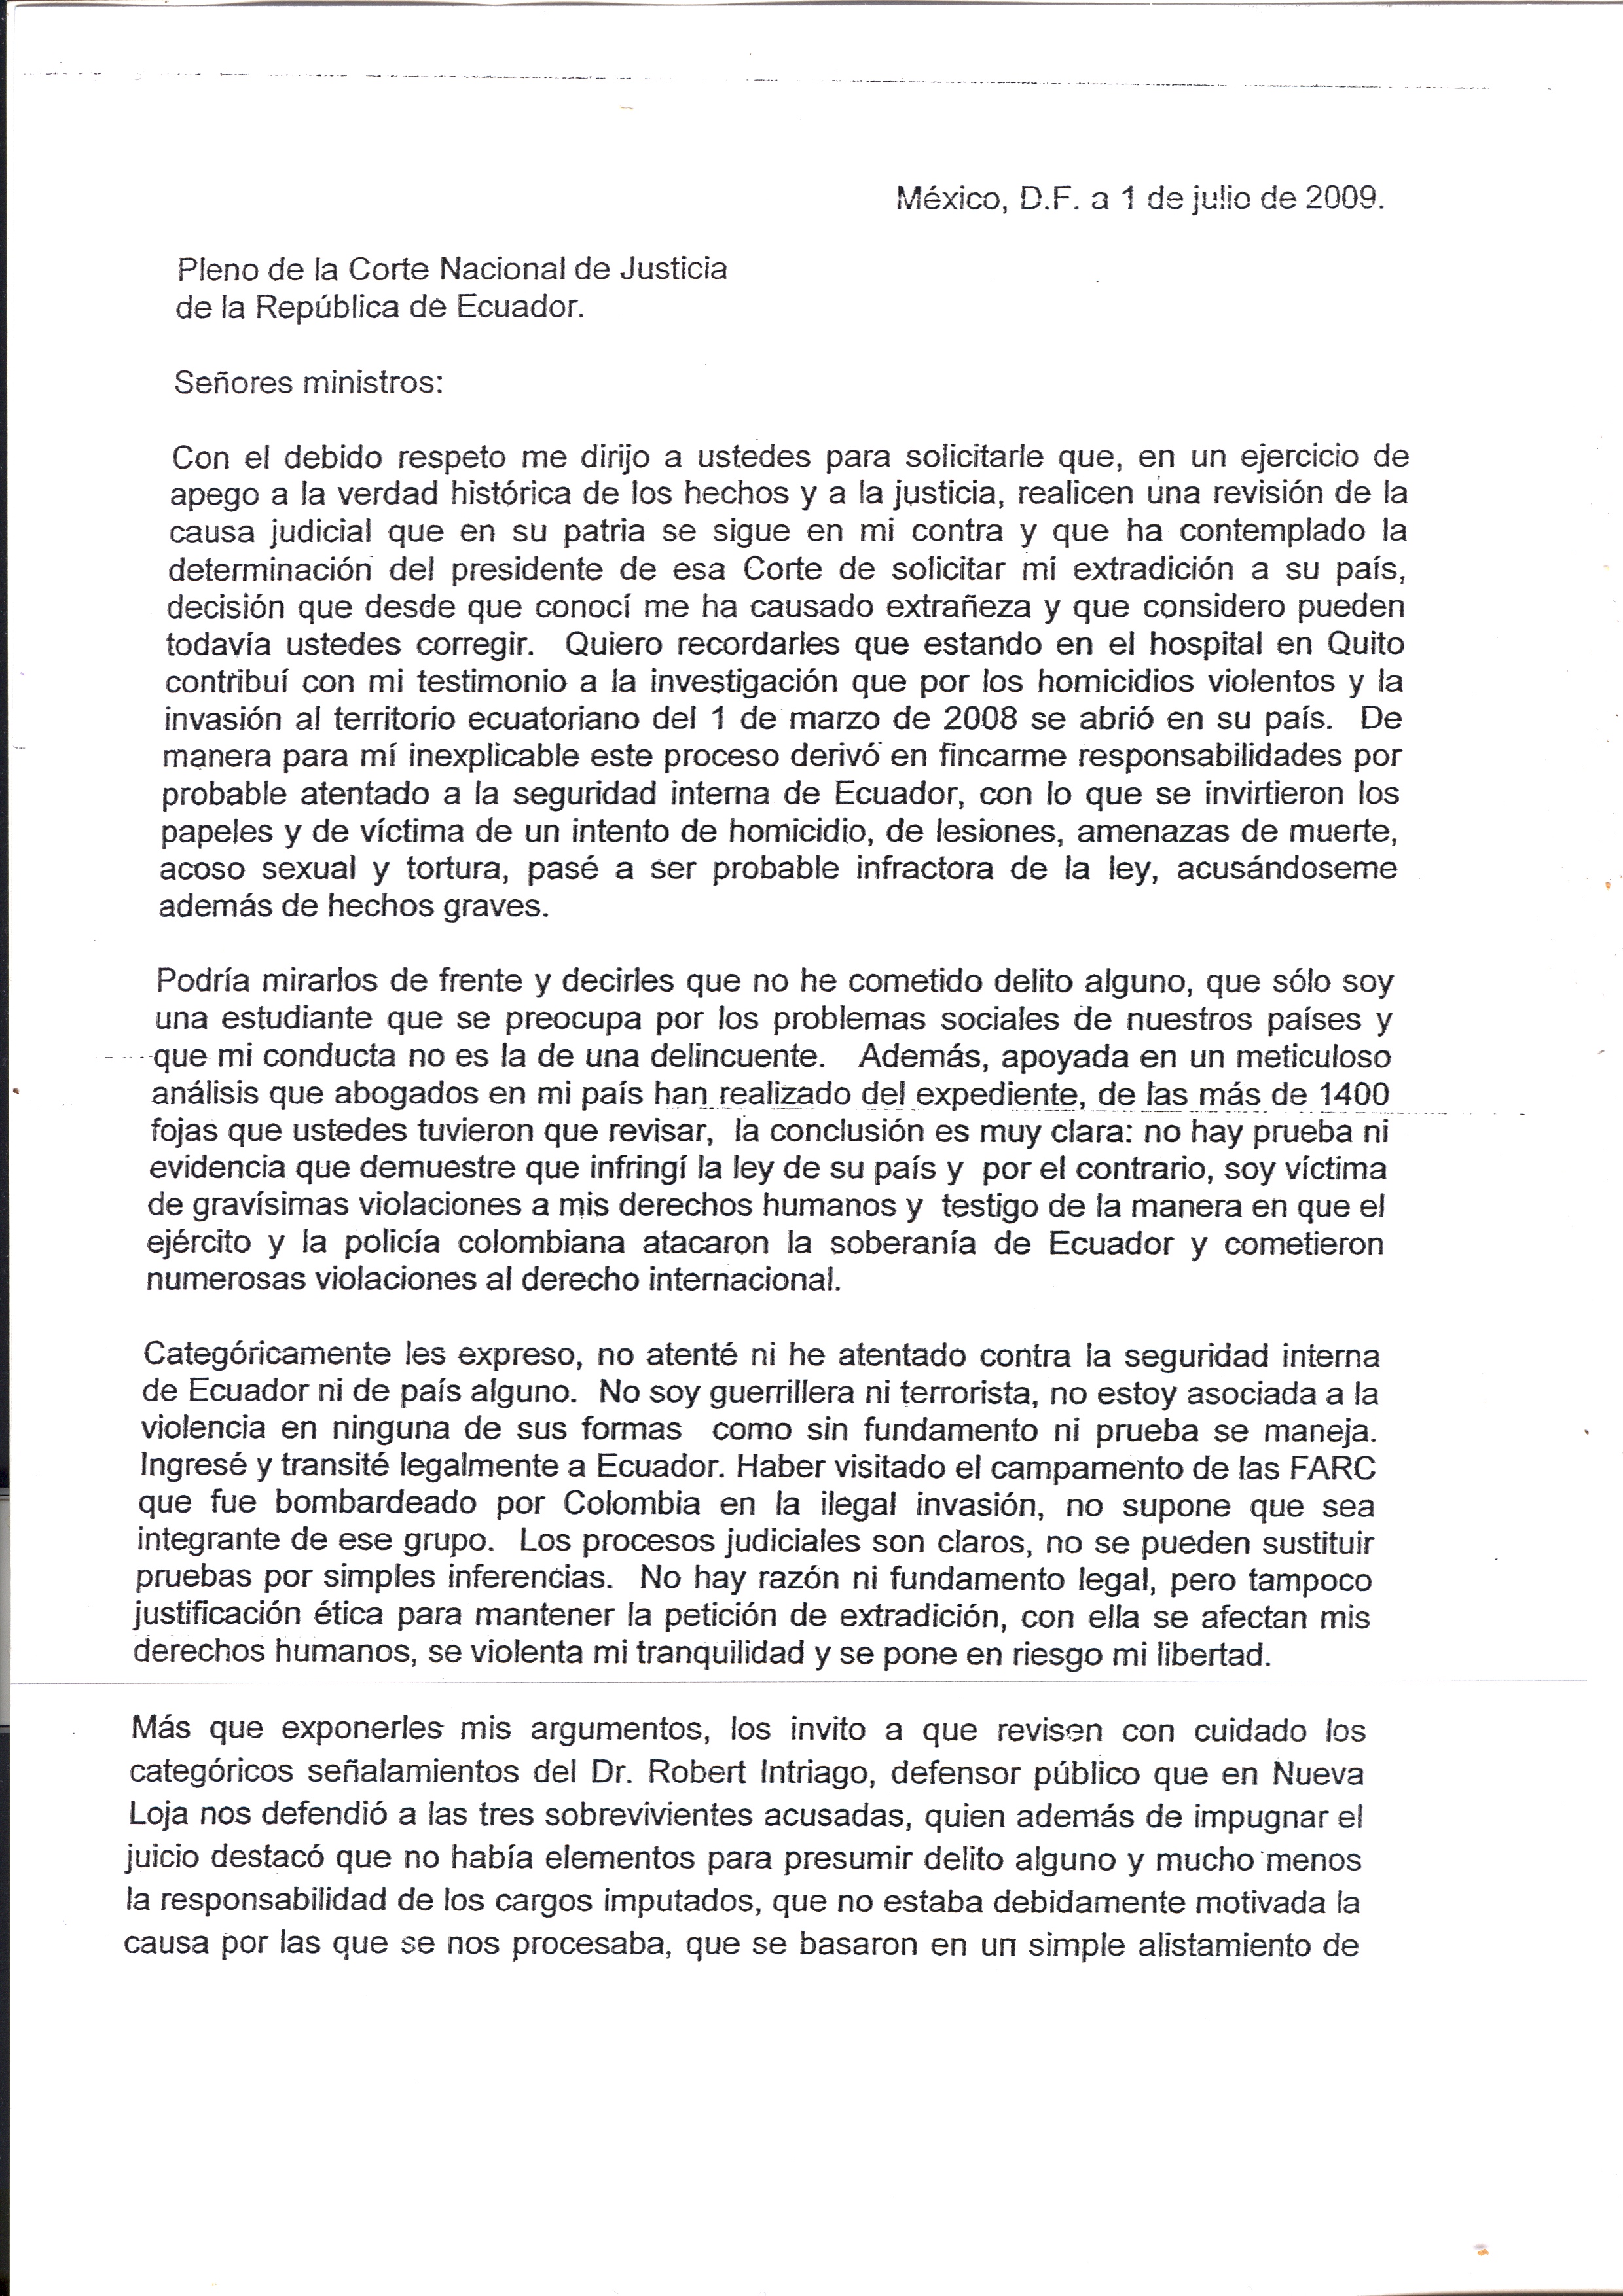 México, D.F. a 1 de julio de 2009.
Pleno de la Corte Nacional de Justicia
de la República de Ecuador.
Señores ministros:
Con el debido respeto me dirijo a ustedes para solicitarle que, en un ejercicio de
apego a la verdad histórica de los hechos y a la justicia, realicen una revisión de la
causa judicial que en su patria se sigue en mi contra y que ha contemplado la
determinación del presidente de esa Corte de solicitar mi extradición a su país,
decisión que desde que conocí me ha causado extrañeza y que considero pueden
todavía ustedes corregir. Quiero recordarles que estando en el hospital en Quito
contribuí con mi testimonio a la investigación que por los homicidios violentos y la
invasión al territorio ecuatoriano del 1 de marzo de 2008 se abrió en su país. De
manera para mí inexplicable este proceso derivó en fincarme responsabilidades por
probable atentado a la seguridad interna de Ecuador, con lo que se invirtieron los
papeles y de víctima de un intento de homicidio, de lesiones, amenazas de muerte,
acoso sexual y tortura, pasé a ser probable infractora de la ley, acusándoseme
además de hechos graves.
Podría mirarlos de frente y decirles que no he cometido delito alguno, que sólo soy
una estudiante que se preocupa por los problemas sociales de nuestros países y
que mi conducta no es la de una delincuente. Además, apoyada en un meticuloso
análisis que abogados en mi país han realizado del expediente, de las más de 1400
fojas que ustedes tuvieron que revisar, la conclusión es muy clara: no hay prueba ni
evidencia que demuestre que infringí la ley de su país y por el contrario, soy víctima
de gravísimas violaciones a mis derechos humanos y testigo de la manera en que el
ejército y la policía colombiana atacaron la soberanía de Ecuador y cometieron
numerosas violaciones al derecho internacional.
Categóricamente les expreso, no atenté ni he atentado contra la seguridad interna
de Ecuador ni de país alguno. No soy guerrillera ni terrorista, no estoy asociada a la
violencia en ninguna de sus formas como sin fundamento ni prueba se maneja.
Ingresé y transité legalmente a Ecuador. Haber visitado el campamento de las FARC
que fue bombardeado por Colombia en la ilegal invasión, no supone que sea
integrante de ese grupo. Los procesos judiciales son claros, no se pueden sustituir
pruebas por simples inferencias. No hay razón ni fundamento legal, pero tampoco
justificación ética para mantener la petición de extradición, con ella se afectan mis
derechos humanos, se violenta mi tranquilidad y se pone en riesgo mi libertad.
Más que exponerles mis argumentos, los invito a que revisen con cuidado los
categóricos señalamientos del Dr. Robert Intriago, defensor público que en Nueva
Loja nos defendió a las tres sobrevivientes acusadas, quien además de impugnar el
juicio destacó que no había elementos para presumir delito alguno y mucho menos
la responsabilidad de los cargos imputados, que no estaba debidamente motivada la
causa por las que se nos procesaba, que se basaron en un simple alistamiento de